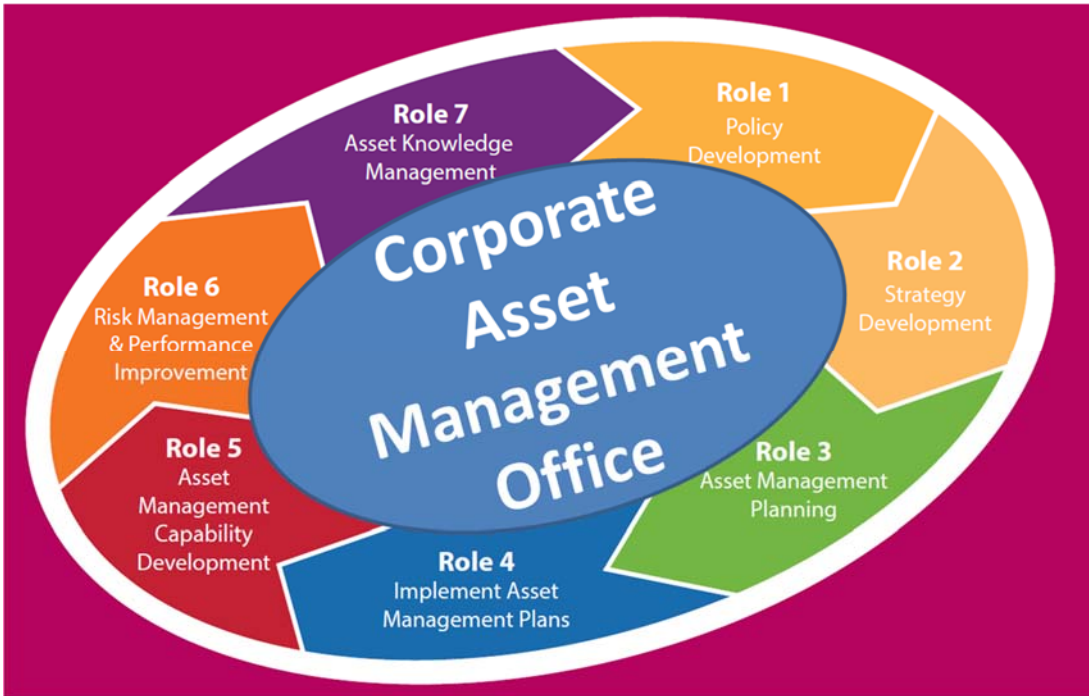 Role 1
Policy
Development
Role 2
Strategy
Development
Role 3
Asset Management
Planning
Role 4
Implement Asset
Management Plans
Role 5
Asset
Management
Capability
Development
Role 6
Risk Management
& Performance
Improvement
Role 7
Asset Knowledge
Management
Corporate
Asset
Management
Office